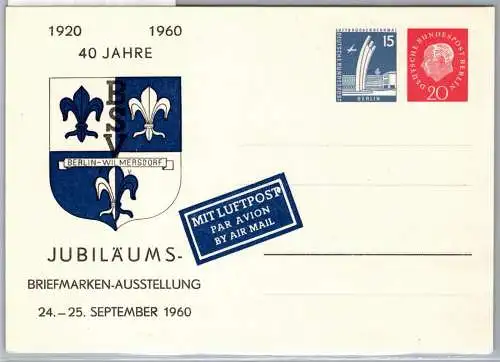 1920 1960
40 JAHRE
BSV
BERLIN-WILMERSDORF
JUBILÄUMS-
BRIEFMARKEN-AUSSTELLUNG
24.–25. SEPTEMBER 1960
MIT LUFTPOST
PAR AVION
BY AIR MAIL
15
BERLIN
DEUTSCHE BUNDESPOST BERLIN
20